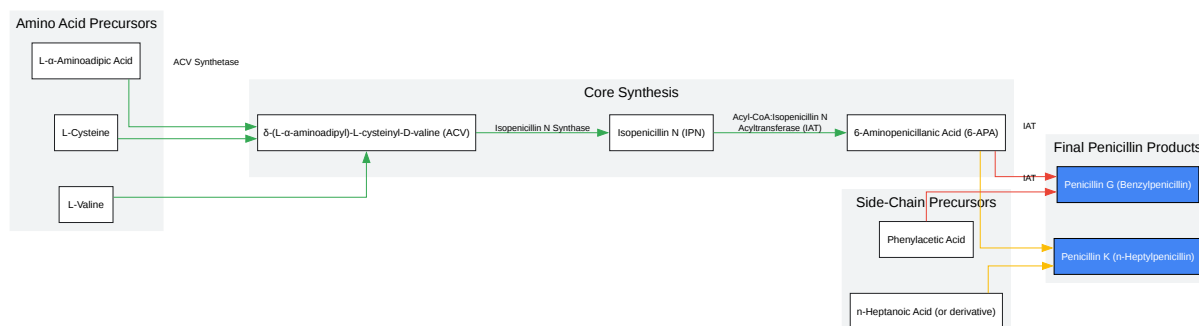 Amino Acid Precursors
L-α-Aminoadipic Acid
L-Cysteine
L-Valine
ACV Synthetase
Core Synthesis
δ-(L-α-aminoadipyl)-L-cysteinyl-D-valine (ACV)
Isopenicillin N Synthase
Isopenicillin N (IPN)
Acyl-CoA:Isopenicillin N
Acyltransferase (IAT)
6-Aminopenicillanic Acid (6-APA)
IAT
IAT
Side-Chain Precursors
Phenylacetic Acid
n-Heptanoic Acid (or derivative)
Final Penicillin Products
Penicillin G (Benzylpenicillin)
Penicillin K (n-Heptylpenicillin)